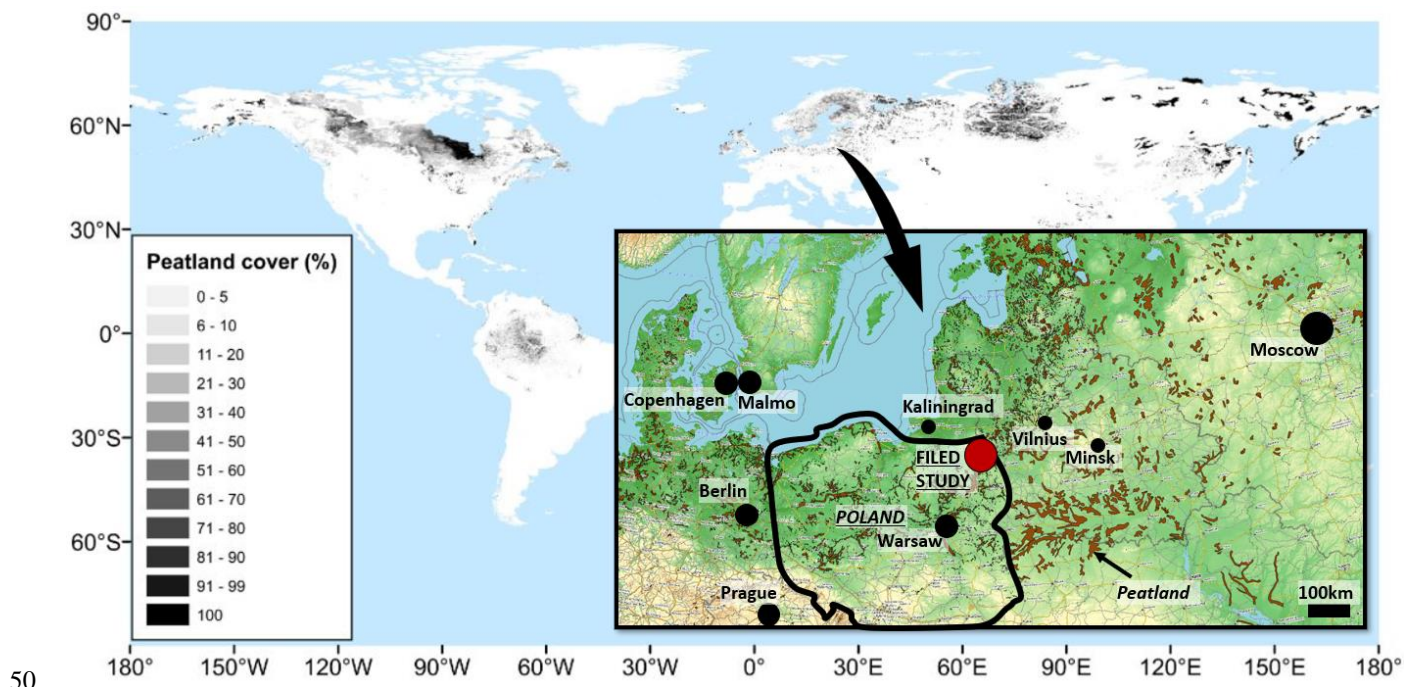 90°
60°N
30°N
0°
30°S
60°S
Peatland cover (%)
0 - 5
6 - 10
11 - 20
21 - 30
31 - 40
41 - 50
51 - 60
61 - 70
71 - 80
81 - 90
91 - 99
100
Moscow
Copenhagen
Malmo
Kaliningrad
Vilnius
Minsk
FILED
STUDY
Berlin
POLAND
Warsaw
Peatland
Prague
100km
180°
150°W
120°W
90°W
60°W
30W
0°
30°E
60°E
90°E
120°E
150°E
180°
50